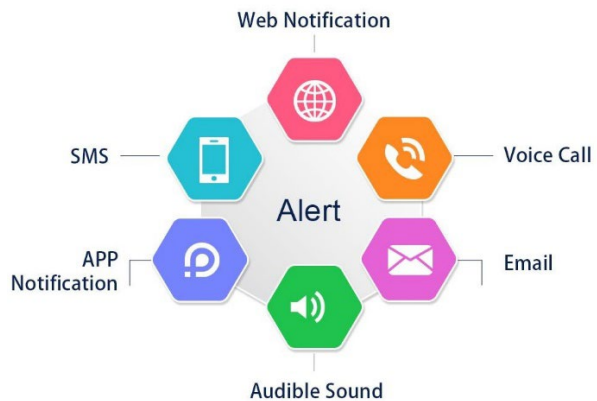 Web Notification
SMS
Voice Call
Alert
APP
Notification
Email
Audible Sound